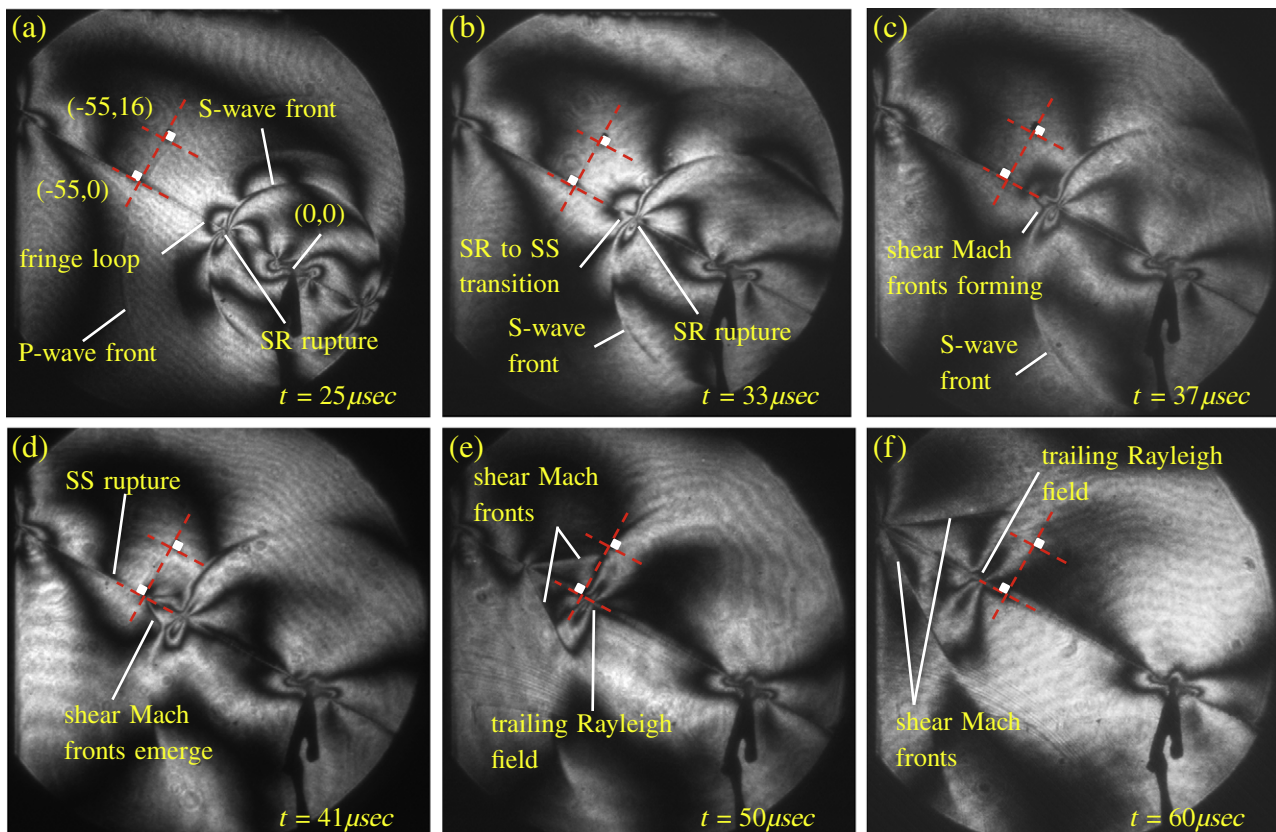 (a)
(-55,16)
S-wave front
(-55,0)
(0,0)
fringe loop
P-wave front
SR rupture
t = 25μsec
(b)
SR to SS
transition
S-wave
front
SR rupture
t = 33μsec
(c)
shear Mach
fronts forming
S-wave
front
t = 37μsec
(d)
SS rupture
shear Mach
fronts emerge
t = 41μsec
(e)
shear Mach
fronts
trailing Rayleigh
field
t = 50μsec
(f)
trailing Rayleigh
field
shear Mach
fronts
t = 60μsec